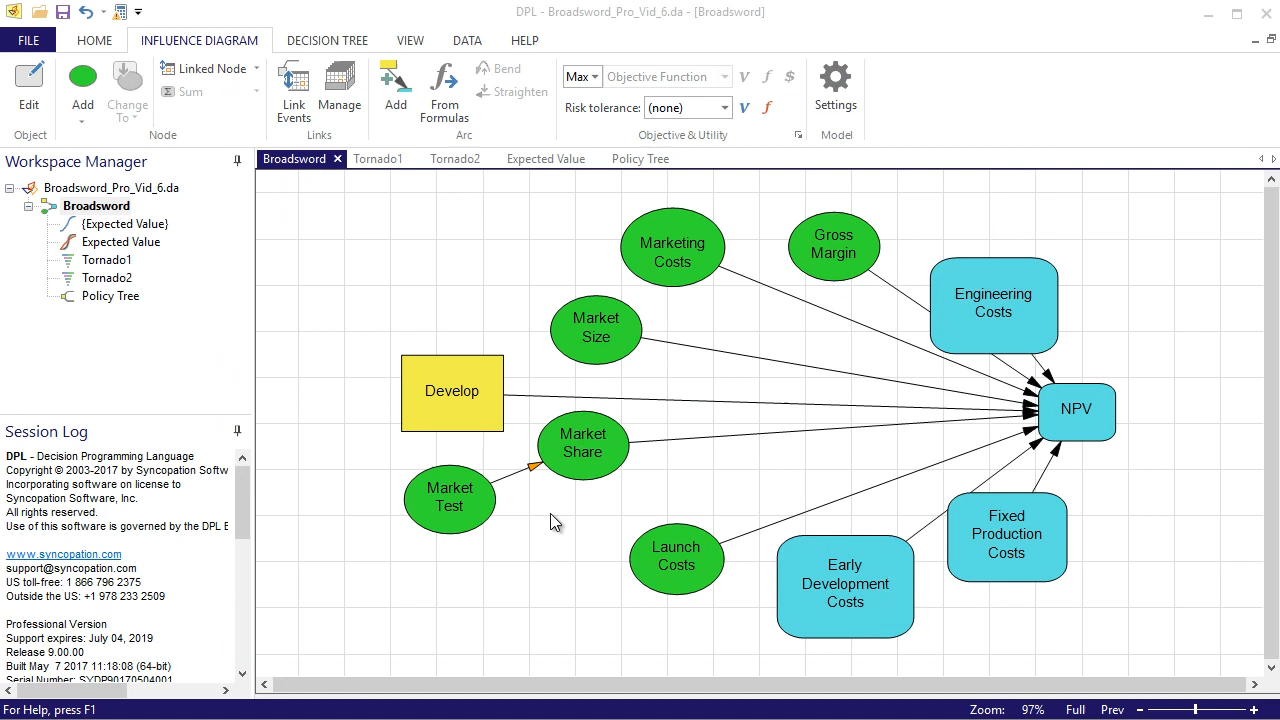 DPL - Broadsword_Pro_Vid_6.da - [Broadsword]
FILE
HOME
INFLUENCE DIAGRAM
DECISION TREE
VIEW
DATA
HELP
Edit
Object
Add
Change
To
Linked Node
Sum
Node
Link
Events
Manage
Links
Add
From
Formulas
Bend
Straighten
Arc
Max
Objective Function
V
f
$
Risk tolerance:
(none)
V
f
Objective & Utility
Settings
Model
Workspace Manager
Broadsword_Pro_Vid_6.da
Broadsword
{Expected Value}
Expected Value
Tornado1
Tornado2
Policy Tree
Session Log
DPL - Decision Programming Language
Copyright © 2003-2017 by Syncopation Softw
Incorporating software on license to
Syncopation Software, Inc.
All rights reserved.
Use of this software is governed by the DPL E
www.syncopation.com
support@syncopation.com
US toll-free: 1 866 796 2375
Outside the US: +1 978 233 2509
Professional Version
Support expires: July 04, 2019
Release 9.00.00
Built May 7 2017 11:18:08 (64-bit)
Serial Number: SYDP90170504001
Broadsword
Tornado1
Tornado2
Expected Value
Policy Tree
Marketing
Costs
Gross
Margin
Engineering
Costs
Market
Size
Develop
NPV
Market
Share
Market
Test
Launch
Costs
Early
Development
Costs
Fixed
Production
Costs
For Help, press F1
Zoom: 97% Full Prev